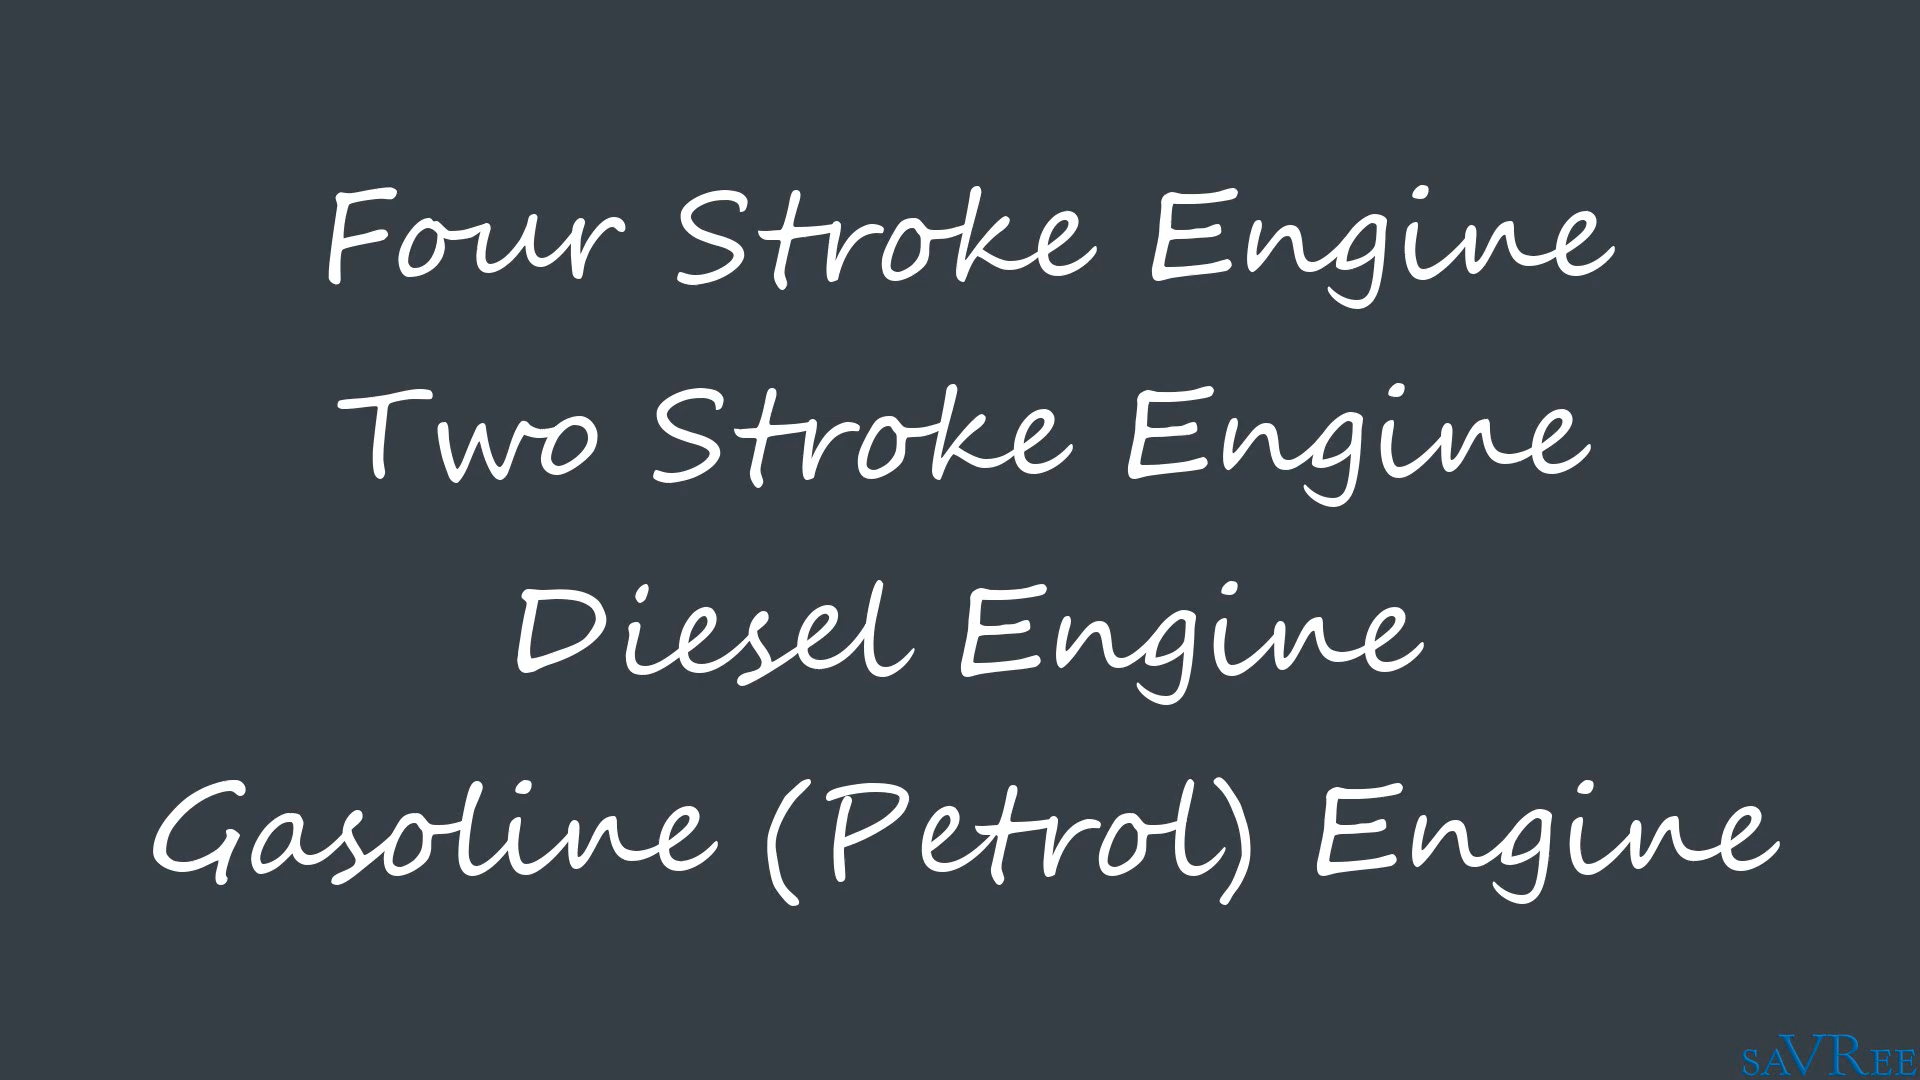 Four Stroke Engine
Two Stroke Engine
Diesel Engine
Gasoline (Petrol) Engine
saVRee